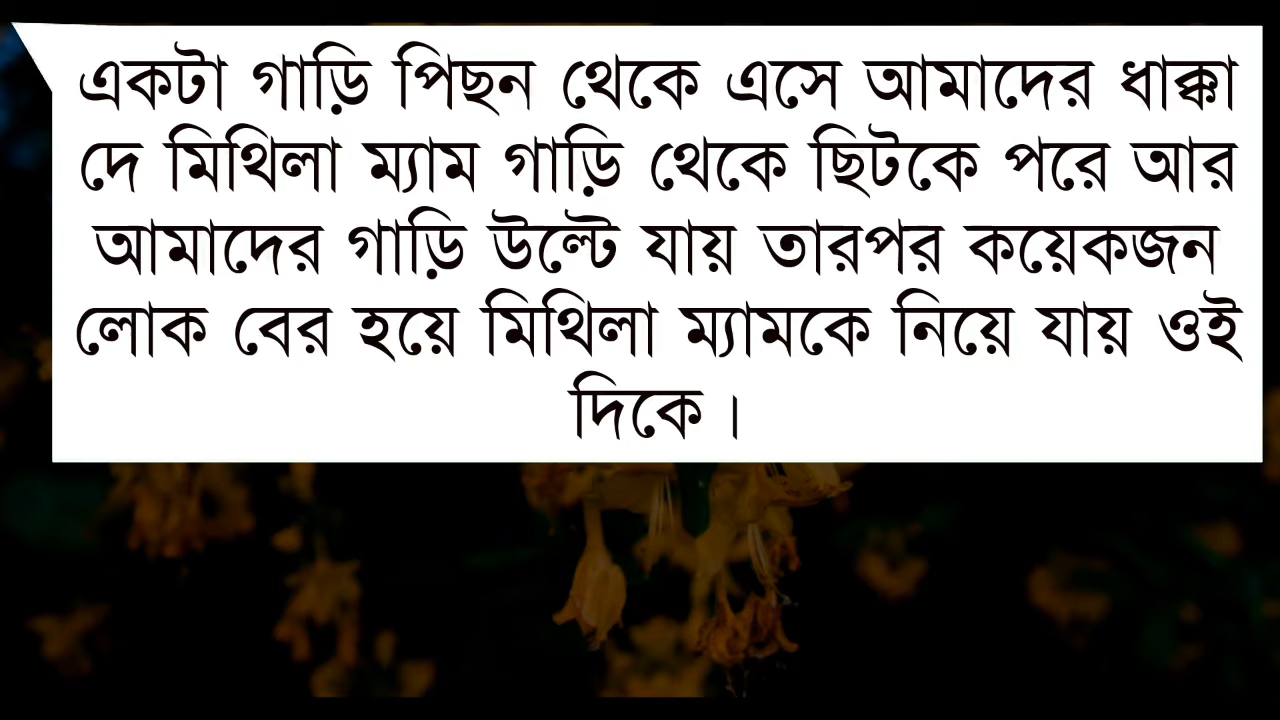 একটা গাড়ি পিছন থেকে এসে আমাদের ধাক্কা
দে মিথিলা ম্যাম গাড়ি থেকে ছিটকে পরে আর
আমাদের গাড়ি উল্টে যায় তারপর কয়েকজন
লোক বের হয়ে মিথিলা ম্যামকে নিয়ে যায় ওই
দিকে।